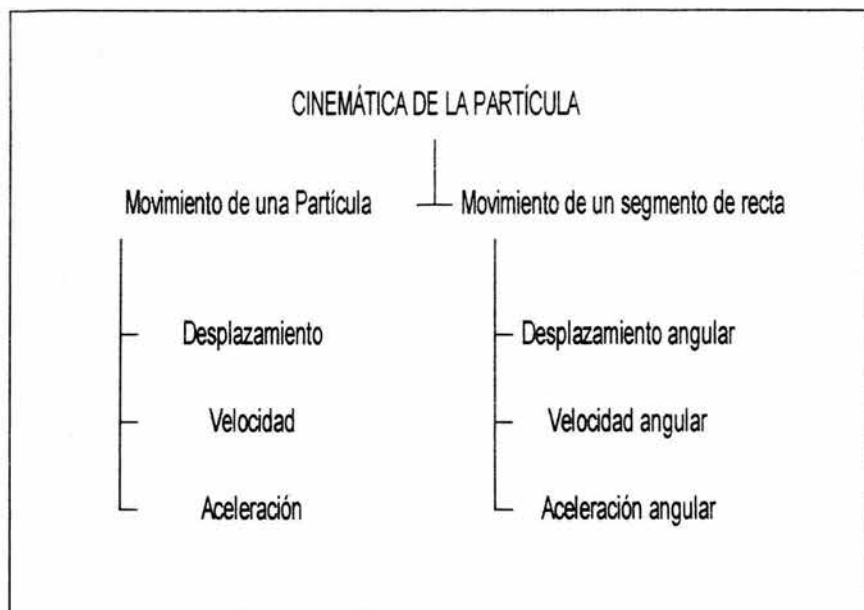 CINEMÁTICA DE LA PARTÍCULA
Movimiento de una Partícula
Movimiento de un segmento de recta
Desplazamiento
Desplazamiento angular
Velocidad
Velocidad angular
Aceleración
Aceleración angular